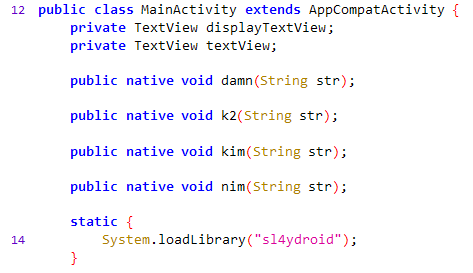 12 public class MainActivity extends AppCompatActivity {
private TextView displayTextView;
private TextView textView;
public native void damn(String str);
public native void k2(String str);
public native void kim(String str);
public native void nim(String str);
static {
14 System.loadLibrary("sl4ydroid");
}